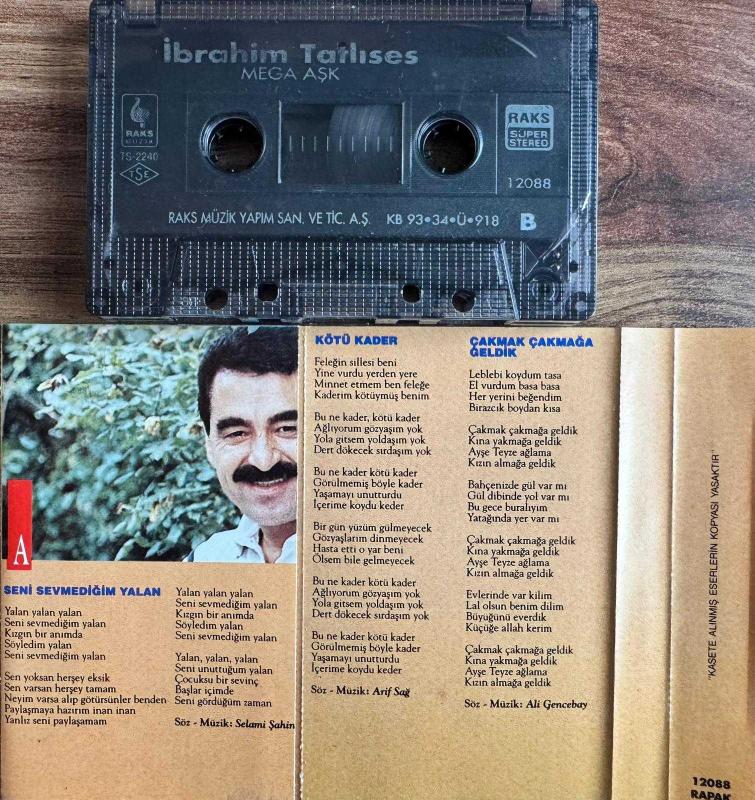 İbrahim Tatlıses
MEGA AŞK
RAKS
MÜZİK
TS-2240
TSE
RAKS
SÜPER
STEREO
12088
RAKS MÜZİK YAPIM SAN. VE TİC. A.Ş. KB 93•34•Ü•918 B
A
SENİ SEVMEDİĞİM YALAN
Yalan yalan yalan
Seni sevmediğim yalan
Kızgın bir anımda
Söyledim yalan
Seni sevmediğim yalan
Sen yoksan herşey eksik
Sen varsan herşey tamam
Neyim varsa alıp götürsünler benden
Paylaşmaya hazırım inan inan
Yanlız seni paylaşamam
Yalan yalan yalan
Seni sevmediğim yalan
Kızgın bir anımda
Söyledim yalan
Seni sevmediğim yalan
Yalan, yalan, yalan
Seni unuttuğum yalan
Çocuksu bir sevinç
Başlar içimde
Seni gördüğüm zaman
Söz - Müzik: Selami Şahin
KÖTÜ KADER
Feleğin sillesi beni
Yine vurdu yerden yere
Minnet etmem ben feleğe
Kaderim kötüymüş benim
Bu ne kader, kötü kader
Ağlıyorum gözyaşım yok
Yola gitsem yoldaşım yok
Dert dökecek sırdaşım yok
Bu ne kader kötü kader
Görülmemiş böyle kader
Yaşamayı unutturdu
İçerime koydu keder
Bir gün yüzüm gülmeyecek
Gözyaşlarım dinmeyecek
Hasta etti o yar beni
Ölsem bile gelmeyecek
Bu ne kader kötü kader
Ağlıyorum gözyaşım yok
Yola gitsem yoldaşım yok
Dert dökecek sırdaşım yok
Bu ne kader kötü kader
Görülmemiş böyle kader
Yaşamayı unutturdu
İçerime koydu keder
Söz - Müzik: Arif Sağ
ÇAKMAK ÇAKMAĞA
GELDİK
Leblebi koydum tasa
El vurdum basa basa
Her yerini beğendim
Birazcık boydan kısa
Çakmak çakmağa geldik
Kına yakmağa geldik
Ayşe Teyze ağlama
Kızın almağa geldik
Bahçenizde gül var mı
Gül dibinde yol var mı
Bu gece buralıyım
Yatağında yer var mı
Çakmak çakmağa geldik
Kına yakmağa geldik
Ayşe Teyze ağlama
Kızın almağa geldik
Evlerinde var kilim
Lal olsun benim dilim
Büyüğünü everdik
Küçüğe allah kerim
Çakmak çakmağa geldik
Kına yakmağa geldik
Ayşe Teyze ağlama
Kızın almağa geldik
Söz - Müzik: Ali Gencebay
"KASETE ALINMIŞ ESERLERİN KOPYASI YASAKTIR"
12088
RAPAK